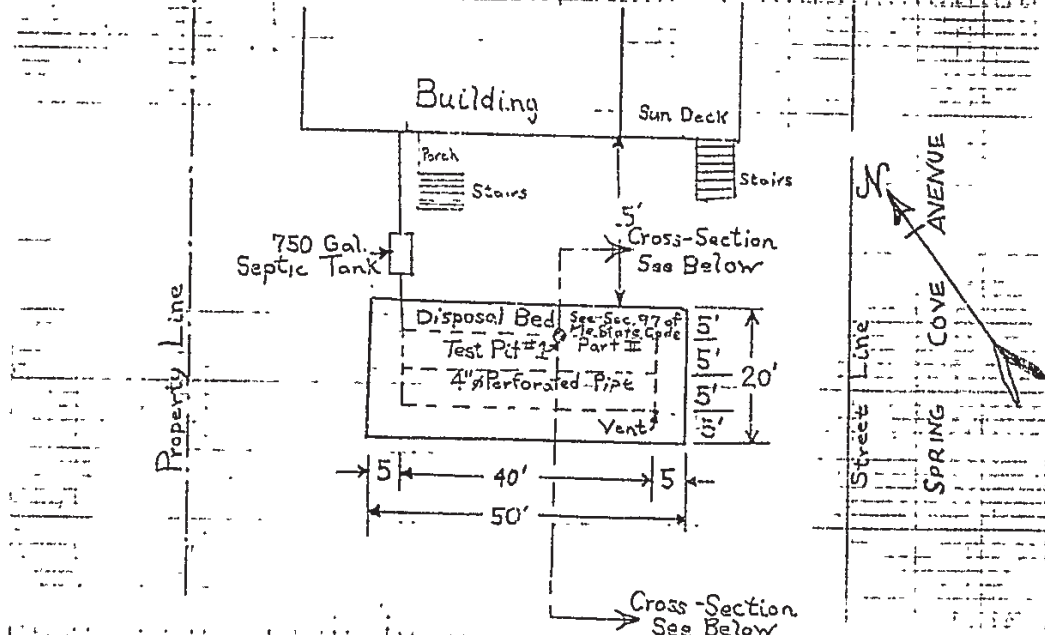 Building
Sun Deck
Porch
Stairs
Stairs
.5'
Cross-Section
See Below
750 Gal.
Septic Tank
Disposal Bed
See Sec. 97 of
Me. State Code
Part II
Test Pit #1
4"ø Perforated Pipe
Vent
5'
5'
5'
5'
20'
5
40'
5
50'
Cross-Section
See Below
Property Line
Street Line
SPRING COVE AVENUE
N